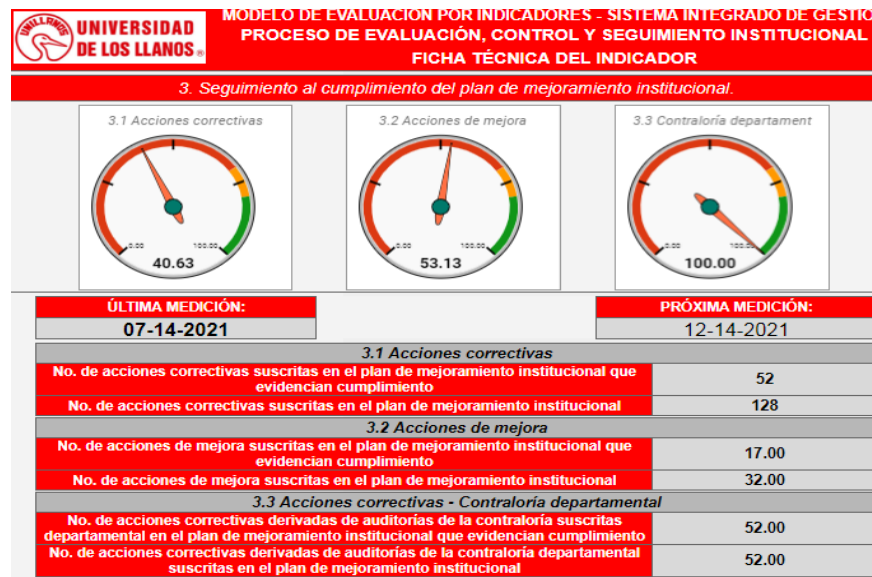 UNILLANOS
UNIVERSIDAD
DE LOS LLANOS
MODELO DE EVALUACIÓN POR INDICADORES - SISTEMA INTEGRADO DE GESTIO
PROCESO DE EVALUACIÓN, CONTROL Y SEGUIMIENTO INSTITUCIONAL
FICHA TÉCNICA DEL INDICADOR
3. Seguimiento al cumplimiento del plan de mejoramiento institucional.
3.1 Acciones correctivas
0.00 100.00
40.63
3.2 Acciones de mejora
0.00 100.00
53.13
3.3 Contraloría department
0.00 100.00
100.00
ÚLTIMA MEDICIÓN:
07-14-2021
PRÓXIMA MEDICIÓN:
12-14-2021
3.1 Acciones correctivas
No. de acciones correctivas suscritas en el plan de mejoramiento institucional que
evidencian cumplimiento
52
No. de acciones correctivas suscritas en el plan de mejoramiento institucional
128
3.2 Acciones de mejora
No. de acciones de mejora suscritas en el plan de mejoramiento institucional que
evidencian cumplimiento
17.00
No. de acciones de mejora suscritas en el plan de mejoramiento institucional
32.00
3.3 Acciones correctivas - Contraloría departamental
No. de acciones correctivas derivadas de auditorías de la contraloría suscritas
departamental en el plan de mejoramiento institucional que evidencian cumplimiento
52.00
No. de acciones correctivas derivadas de auditorías de la contraloría departamental
suscritas en el plan de mejoramiento institucional
52.00